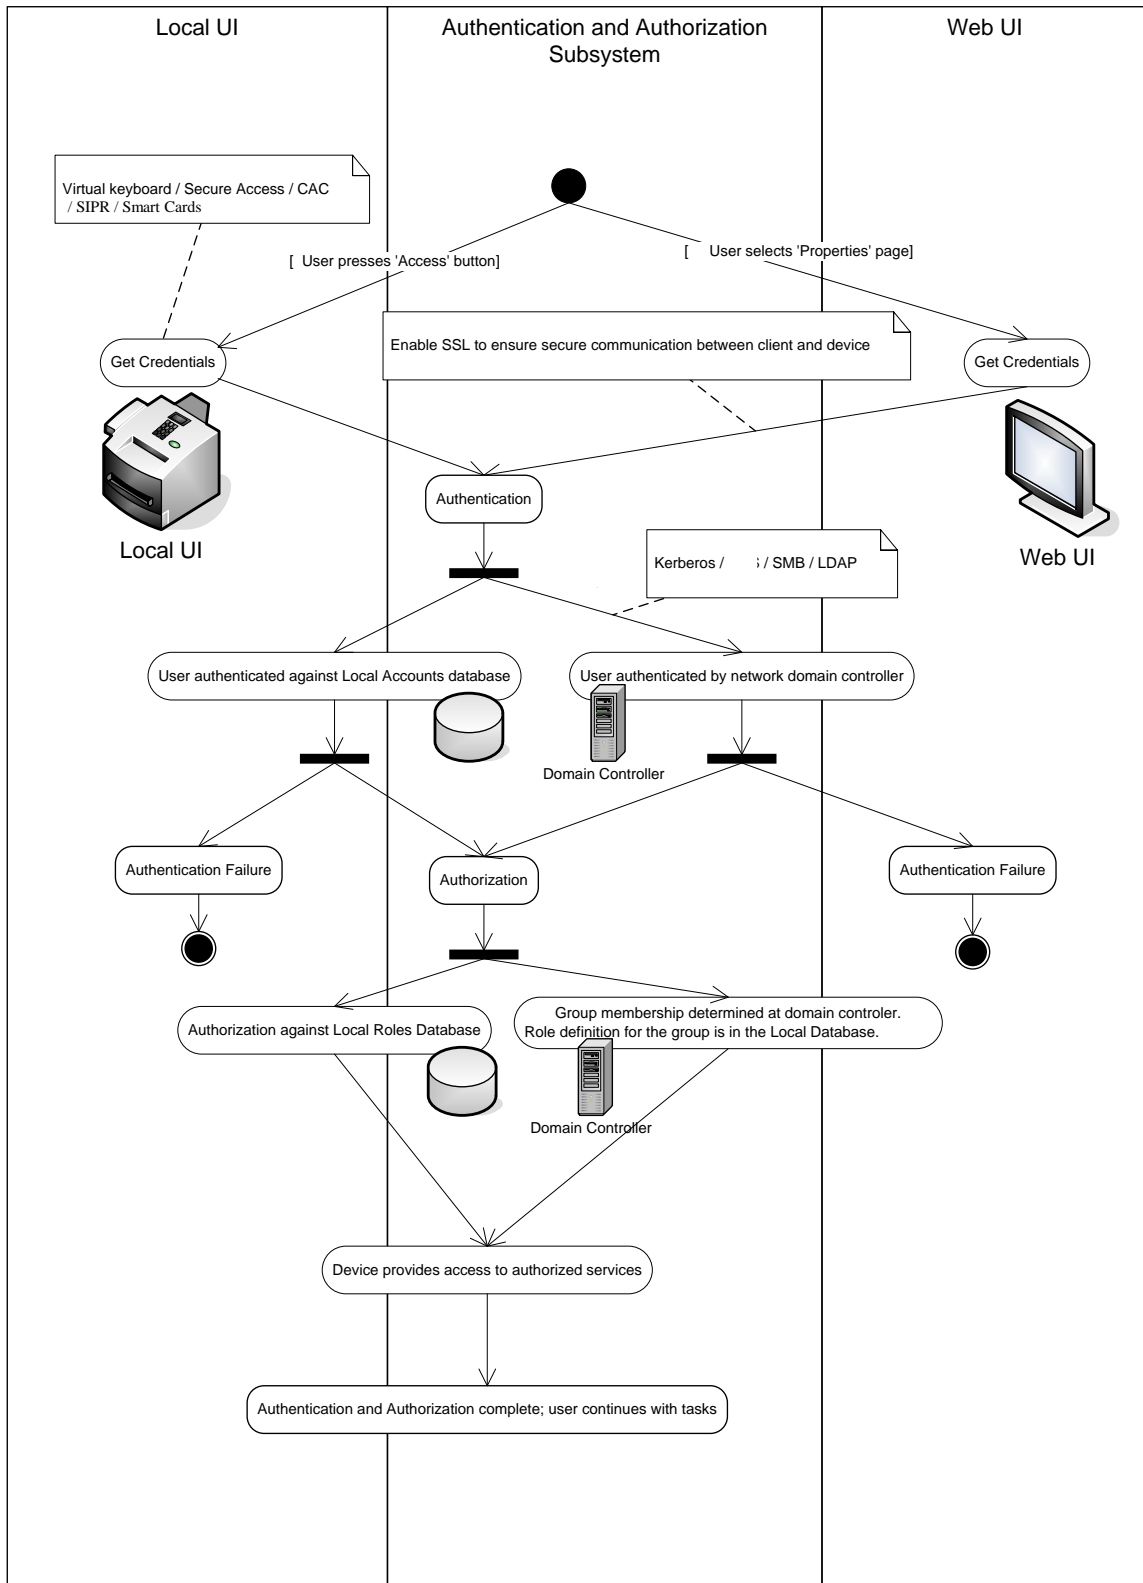 Local UI
Authentication and Authorization
Subsystem
Web UI
Virtual keyboard / Secure Access / CAC
/ SIPR / Smart Cards
[ User presses 'Access' button]
[ User selects 'Properties' page]
Enable SSL to ensure secure communication between client and device
Get Credentials
Get Credentials
Local UI
Web UI
Authentication
Kerberos / / SMB / LDAP
User authenticated against Local Accounts database
User authenticated by network domain controller
Domain Controller
Authentication Failure
Authorization
Authentication Failure
Authorization against Local Roles Database
Group membership determined at domain controler.
Role definition for the group is in the Local Database.
Domain Controller
Device provides access to authorized services
Authentication and Authorization complete; user continues with tasks